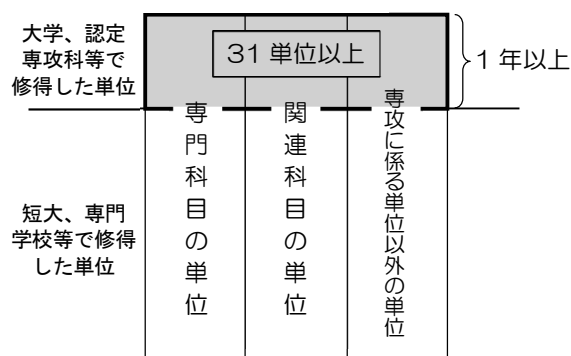 大学、認定
専攻科等で
修得した単位
31 単位以上
1 年以上
専門科目の単位
関連科目の単位
専攻に係る単位以外の単位
短大、専門
学校等で修得
した単位